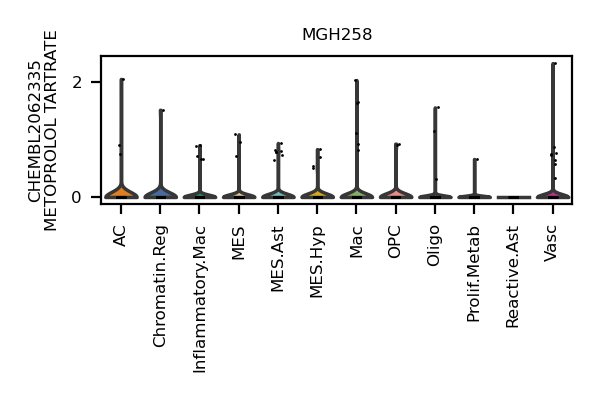 MGH258
CHEMBL2062335
METOPROLOL TARTRATE
2
0
AC
Chromatin.Reg
Inflammatory.Mac
MES
MES.Ast
MES.Hyp
Mac
OPC
Oligo
Prolif.Metab
Reactive.Ast
Vasc